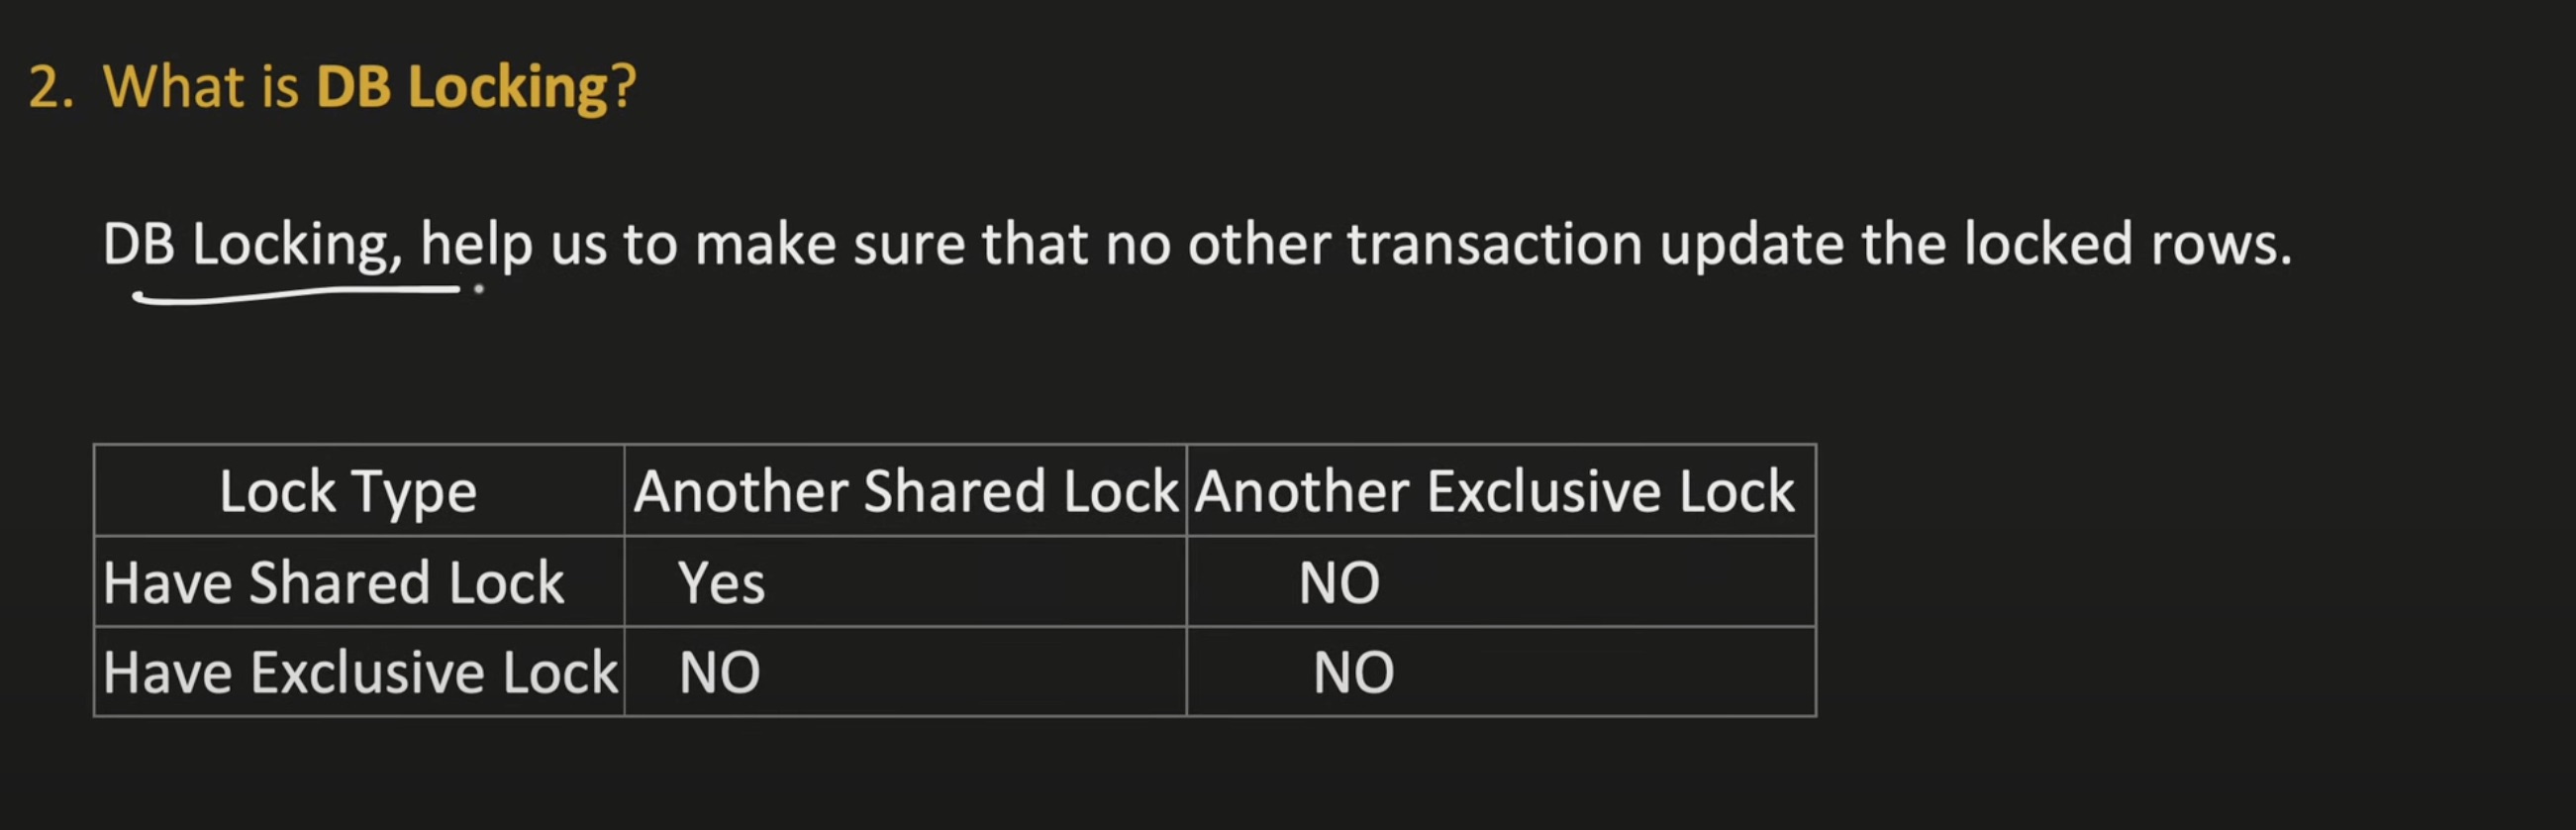 2. What is DB Locking?
DB Locking, help us to make sure that no other transaction update the locked rows.
Lock Type Another Shared Lock Another Exclusive Lock
Have Shared Lock Yes NO
Have Exclusive Lock NO NO